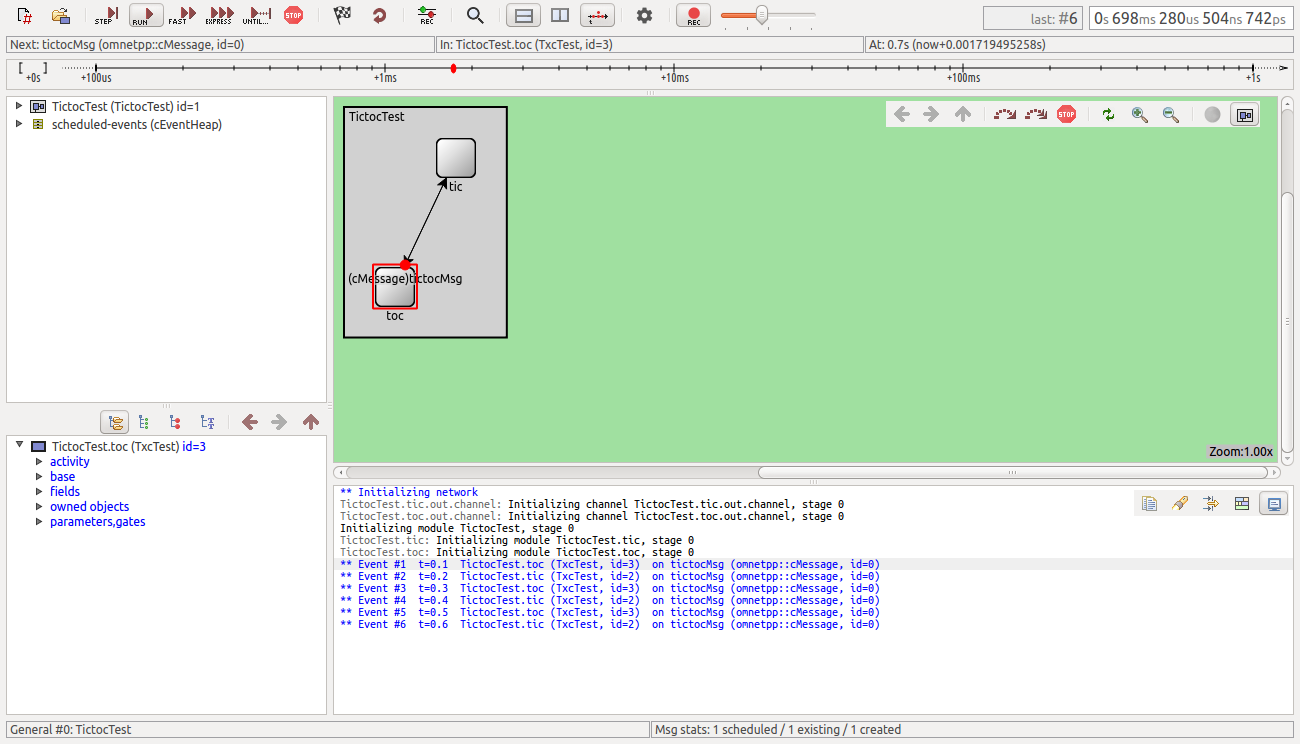 STEP RUN FAST EXPRESS UNTIL... STOP REC REC last: #6 0s 698ms 280us 504ns 742ps
Next: tictocMsg (omnetpp::cMessage, id=0) In: TictocTest.toc (TxcTest, id=3) At: 0.7s (now+0.001719495258s)
[ ] +0s +100us +1ms +10ms +100ms +1s
TictocTest (TictocTest) id=1
scheduled-events (cEventHeap)
TictocTest
STOP
tic
(cMessage)tictocMsg
toc
Zoom:1.00x
TictocTest.toc (TxcTest) id=3
activity
base
fields
owned objects
parameters,gates
** Initializing network
TictocTest.tic.out.channel: Initializing channel TictocTest.tic.out.channel, stage 0
TictocTest.toc.out.channel: Initializing channel TictocTest.toc.out.channel, stage 0
Initializing module TictocTest, stage 0
TictocTest.tic: Initializing module TictocTest.tic, stage 0
TictocTest.toc: Initializing module TictocTest.toc, stage 0
** Event #1 t=0.1 TictocTest.toc (TxcTest, id=3) on tictocMsg (omnetpp::cMessage, id=0)
** Event #2 t=0.2 TictocTest.tic (TxcTest, id=2) on tictocMsg (omnetpp::cMessage, id=0)
** Event #3 t=0.3 TictocTest.toc (TxcTest, id=3) on tictocMsg (omnetpp::cMessage, id=0)
** Event #4 t=0.4 TictocTest.tic (TxcTest, id=2) on tictocMsg (omnetpp::cMessage, id=0)
** Event #5 t=0.5 TictocTest.toc (TxcTest, id=3) on tictocMsg (omnetpp::cMessage, id=0)
** Event #6 t=0.6 TictocTest.tic (TxcTest, id=2) on tictocMsg (omnetpp::cMessage, id=0)
General #0: TictocTest Msg stats: 1 scheduled / 1 existing / 1 created